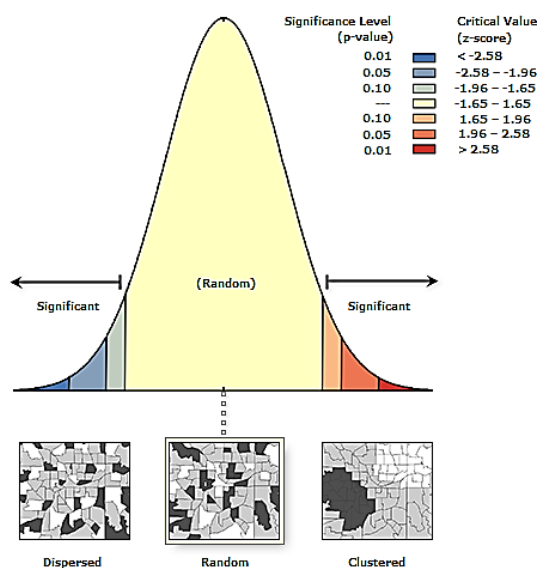 Significance Level Critical Value
(p-value) (z-score)
0.01 < -2.58
0.05 -2.58 – -1.96
0.10 -1.96 – -1.65
--- -1.65 – 1.65
0.10 1.65 – 1.96
0.05 1.96 – 2.58
0.01 > 2.58
(Random)
Significant Significant
Dispersed Random Clustered